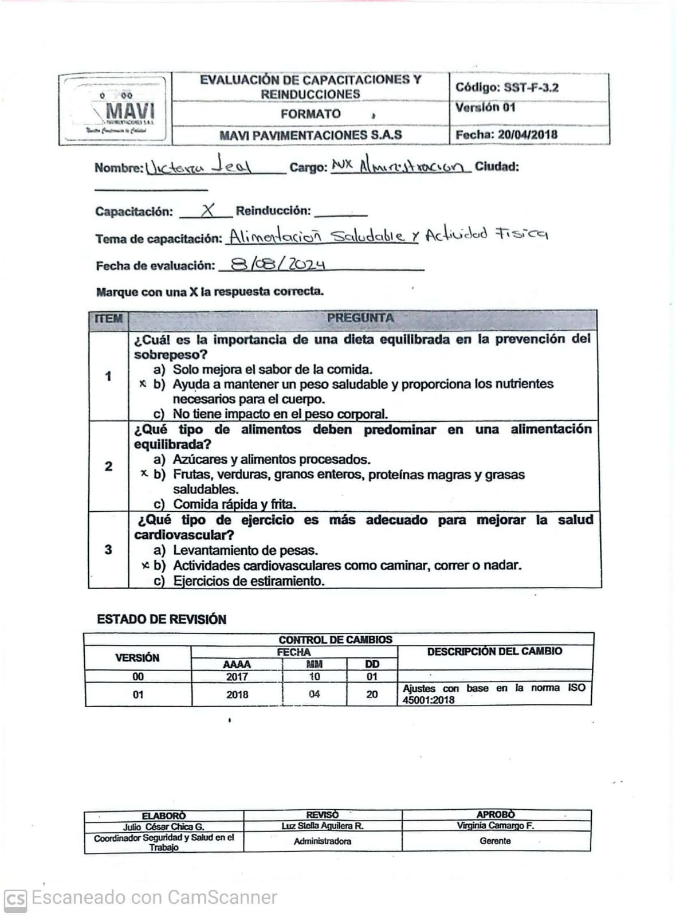 MAVI
PAVIMENTACIONES S.A.S
EVALUACIÓN DE CAPACITACIONES Y REINDUCCIONES
FORMATO
MAVI PAVIMENTACIONES S.A.S
Código: SST-F-3.2
Versión 01
Fecha: 20/04/2018
Nombre: Victoria Leal Cargo: Aux Administracion Ciudad:
Capacitación: X Reinducción:
Tema de capacitación: Alimentacion Saludable y Actividad Fisica
Fecha de evaluación: 8/08/2024
Marque con una X la respuesta correcta.
ITEM PREGUNTA
1
¿Cuál es la importancia de una dieta equilibrada en la prevención del
sobrepeso?
a) Solo mejora el sabor de la comida.
x b) Ayuda a mantener un peso saludable y proporciona los nutrientes
necesarios para el cuerpo.
c) No tiene impacto en el peso corporal.
2
¿Qué tipo de alimentos deben predominar en una alimentación
equilibrada?
a) Azúcares y alimentos procesados.
x b) Frutas, verduras, granos enteros, proteínas magras y grasas
saludables.
c) Comida rápida y frita.
3
¿Qué tipo de ejercicio es más adecuado para mejorar la salud
cardiovascular?
a) Levantamiento de pesas.
x b) Actividades cardiovasculares como caminar, correr o nadar.
c) Ejercicios de estiramiento.
ESTADO DE REVISIÓN
CONTROL DE CAMBIOS
VERSIÓN FECHA DESCRIPCIÓN DEL CAMBIO
AAAA MM DD
00 2017 10 01
01 2018 04 20 Ajustes con base en la norma ISO
45001:2018
ELABORÓ REVISÓ APROBÓ
Julio César Chica G. Luz Stella Aguilera R. Virginia Camargo F.
Coordinador Seguridad y Salud en el
Trabajo
Administradora Gerente
CS Escaneado con CamScanner